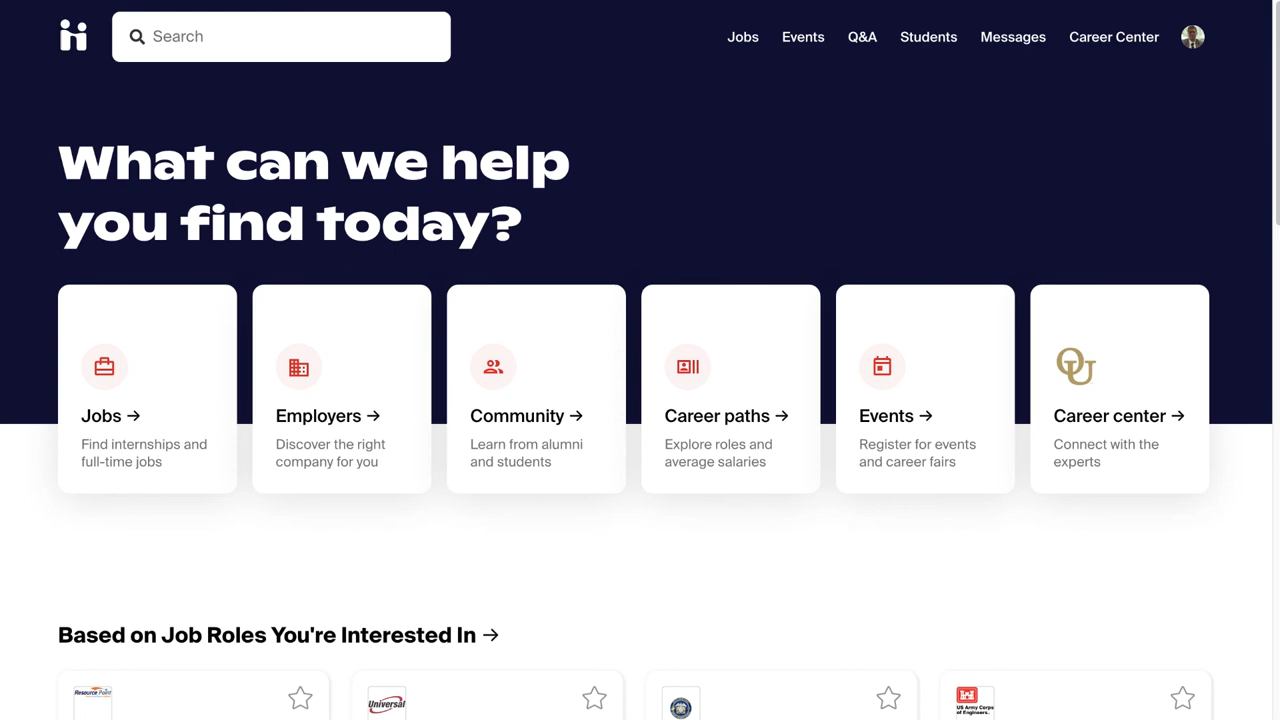 Search
Jobs Events Q&A Students Messages Career Center
What can we help
you find today?
Jobs →
Find internships and
full-time jobs
Employers →
Discover the right
company for you
Community →
Learn from alumni
and students
Career paths →
Explore roles and
average salaries
Events →
Register for events
and career fairs
OU
Career center →
Connect with the
experts
Based on Job Roles You're Interested In →
Resource Point
Universal
US Army Corps
of Engineers.